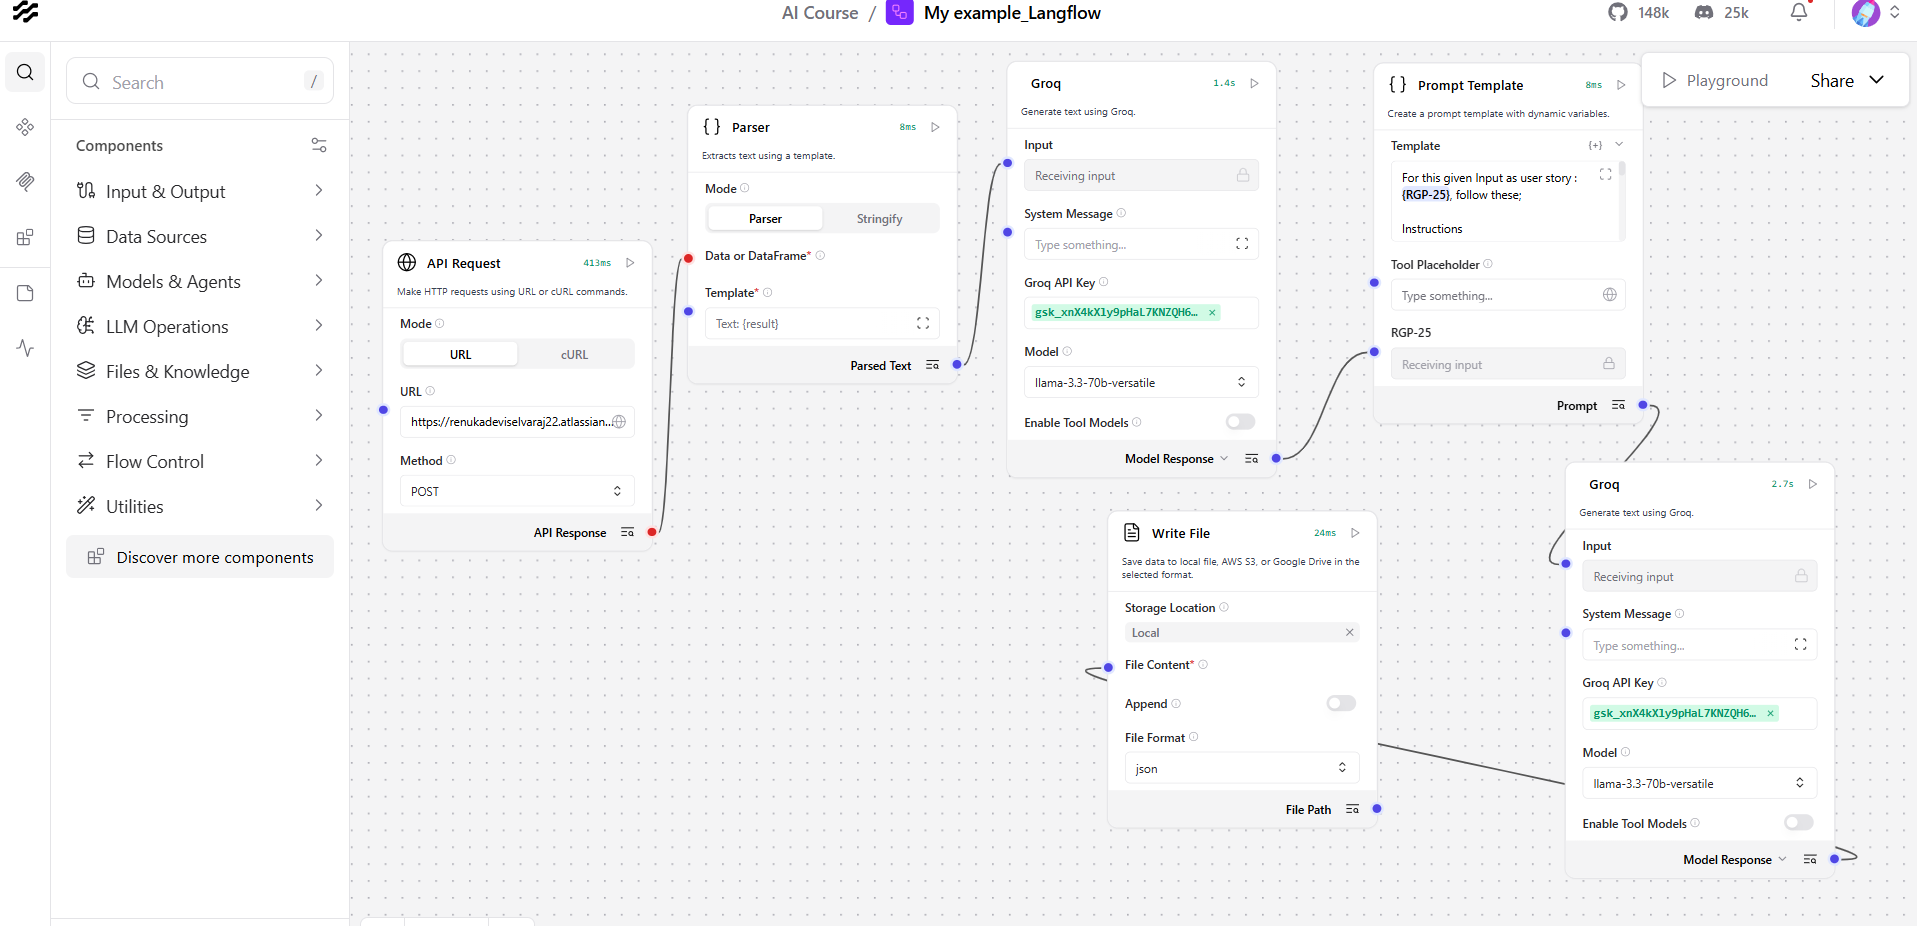 AI Course / My example_Langflow
148k
25k
Playground
Share
Search /
Components
Input & Output
Data Sources
Models & Agents
LLM Operations
Files & Knowledge
Processing
Flow Control
Utilities
Discover more components
API Request 413ms
Make HTTP requests using URL or cURL commands.
Mode
URL cURL
URL
https://renukadeviselvaraj22.atlassian...
Method
POST
API Response
Parser 8ms
Extracts text using a template.
Mode
Parser Stringify
Data or DataFrame*
Template*
Text: {result}
Parsed Text
Groq 1.4s
Generate text using Groq.
Input
Receiving input
System Message
Type something...
Groq API Key
gsk_xnX4kX1y9pHaL7KNZQH6... ×
Model
llama-3.3-70b-versatile
Enable Tool Models
Model Response
Prompt Template 8ms
Create a prompt template with dynamic variables.
Template {+}
For this given Input as user story :
{RGP-25}, follow these;
Instructions
Tool Placeholder
Type something...
RGP-25
Receiving input
Prompt
Write File 24ms
Save data to local file, AWS S3, or Google Drive in the
selected format.
Storage Location
Local
File Content*
Append
File Format
json
File Path
Groq 2.7s
Generate text using Groq.
Input
Receiving input
System Message
Type something...
Groq API Key
gsk_xnX4kX1y9pHaL7KNZQH6... ×
Model
llama-3.3-70b-versatile
Enable Tool Models
Model Response